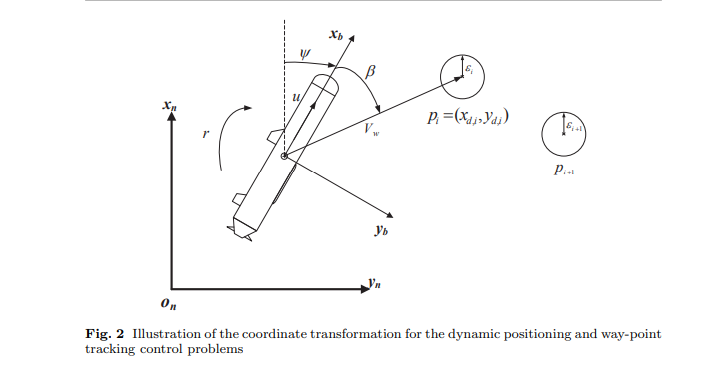 x_b
ψ
β
ε_i
u
x_n
p_i=(x_{d,i},y_{d,i})
r
V_w
ε_{i+1}
p_{i+1}
y_b
y_n
o_n
Fig. 2 Illustration of the coordinate transformation for the dynamic positioning and way-point
tracking control problems